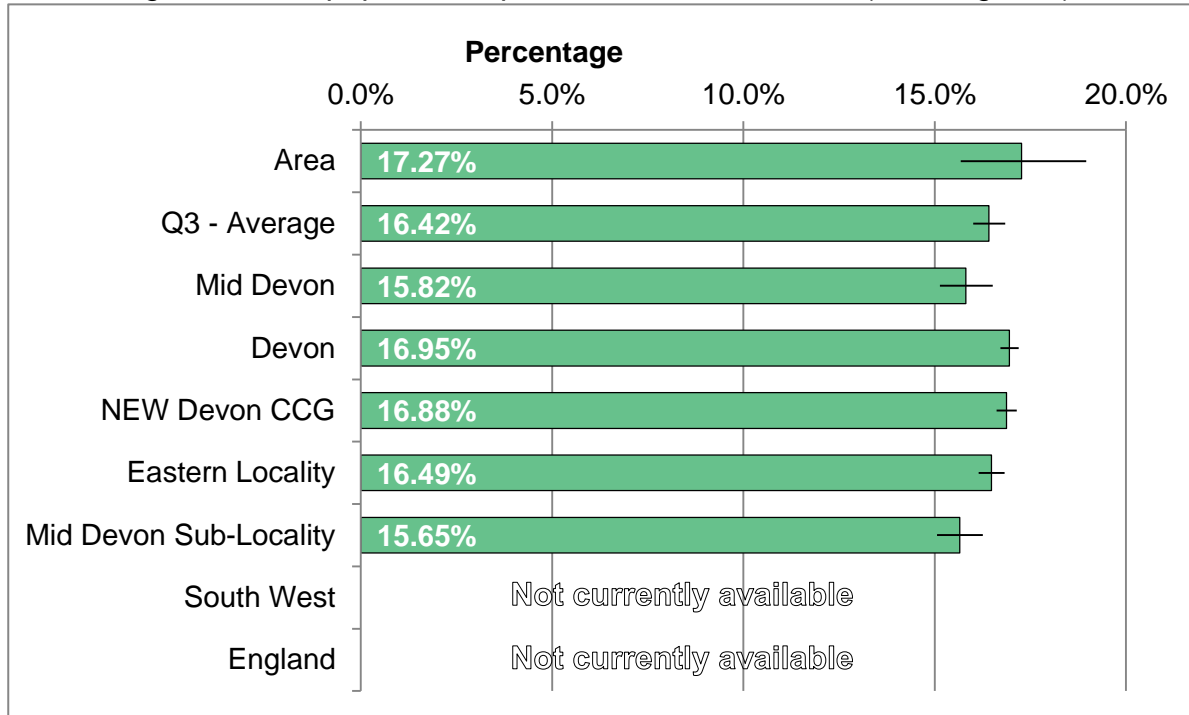 Percentage
0.0% 5.0% 10.0% 15.0% 20.0%
Area 17.27%
Q3 - Average 16.42%
Mid Devon 15.82%
Devon 16.95%
NEW Devon CCG 16.88%
Eastern Locality 16.49%
Mid Devon Sub-Locality 15.65%
South West Not currently available
England Not currently available